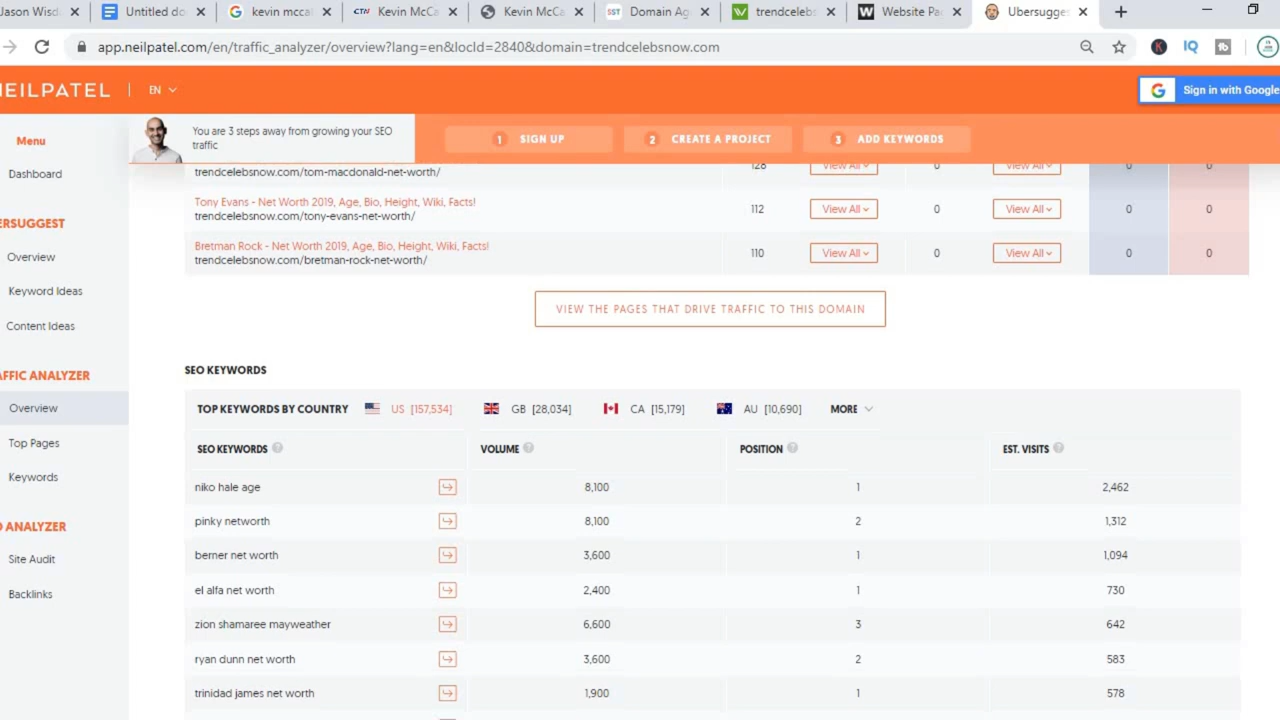 Jason Wisd Untitled do kevin mccal Kevin McCa Kevin McCa Domain Ag trendcelebs Website Pa Ubersugges
app.neilpatel.com/en/traffic_analyzer/overview?lang=en&locId=2840&domain=trendcelebsnow.com
EILPATEL | EN
Sign in with Google
You are 3 steps away from growing your SEO
traffic
1 SIGN UP
2 CREATE A PROJECT
3 ADD KEYWORDS
Menu
Dashboard
ERSUGGEST
Overview
Keyword Ideas
Content Ideas
AFFIC ANALYZER
Overview
Top Pages
Keywords
O ANALYZER
Site Audit
Backlinks
trendcelebsnow.com/tom-macdonald-net-worth/ 128 View All 0 View All 0 0
Tony Evans - Net Worth 2019, Age, Bio, Height, Wiki, Facts!
trendcelebsnow.com/tony-evans-net-worth/ 112 View All 0 View All 0 0
Bretman Rock - Net Worth 2019, Age, Bio, Height, Wiki, Facts!
trendcelebsnow.com/bretman-rock-net-worth/ 110 View All 0 View All 0 0
VIEW THE PAGES THAT DRIVE TRAFFIC TO THIS DOMAIN
SEO KEYWORDS
TOP KEYWORDS BY COUNTRY US [157,534] GB [28,034] CA [15,179] AU [10,690] MORE
SEO KEYWORDS VOLUME POSITION EST. VISITS
niko hale age 8,100 1 2,462
pinky networth 8,100 2 1,312
berner net worth 3,600 1 1,094
el alfa net worth 2,400 1 730
zion shamaree mayweather 6,600 3 642
ryan dunn net worth 3,600 2 583
trinidad james net worth 1,900 1 578